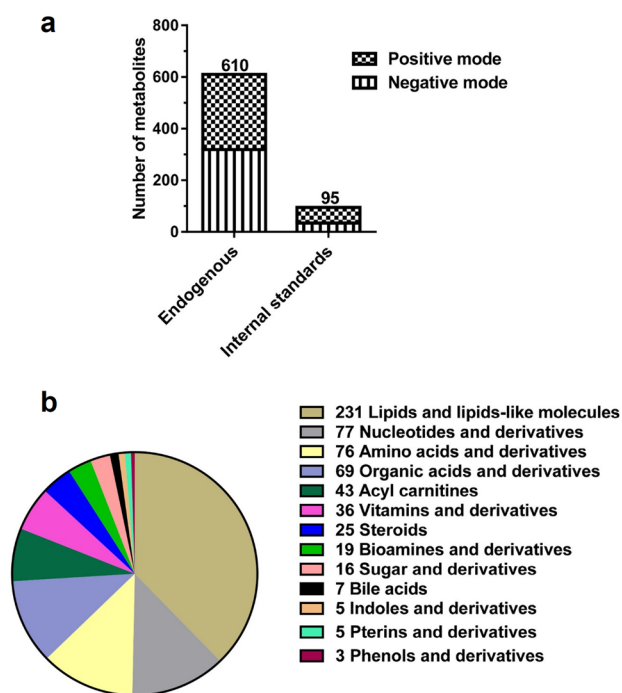 a
Number of metabolites
800
600
400
200
0
610
95
Endogenous
Internal standards
Positive mode
Negative mode
b
231 Lipids and lipids-like molecules
77 Nucleotides and derivatives
76 Amino acids and derivatives
69 Organic acids and derivatives
43 Acyl carnitines
36 Vitamins and derivatives
25 Steroids
19 Bioamines and derivatives
16 Sugar and derivatives
7 Bile acids
5 Indoles and derivatives
5 Pterins and derivatives
3 Phenols and derivatives